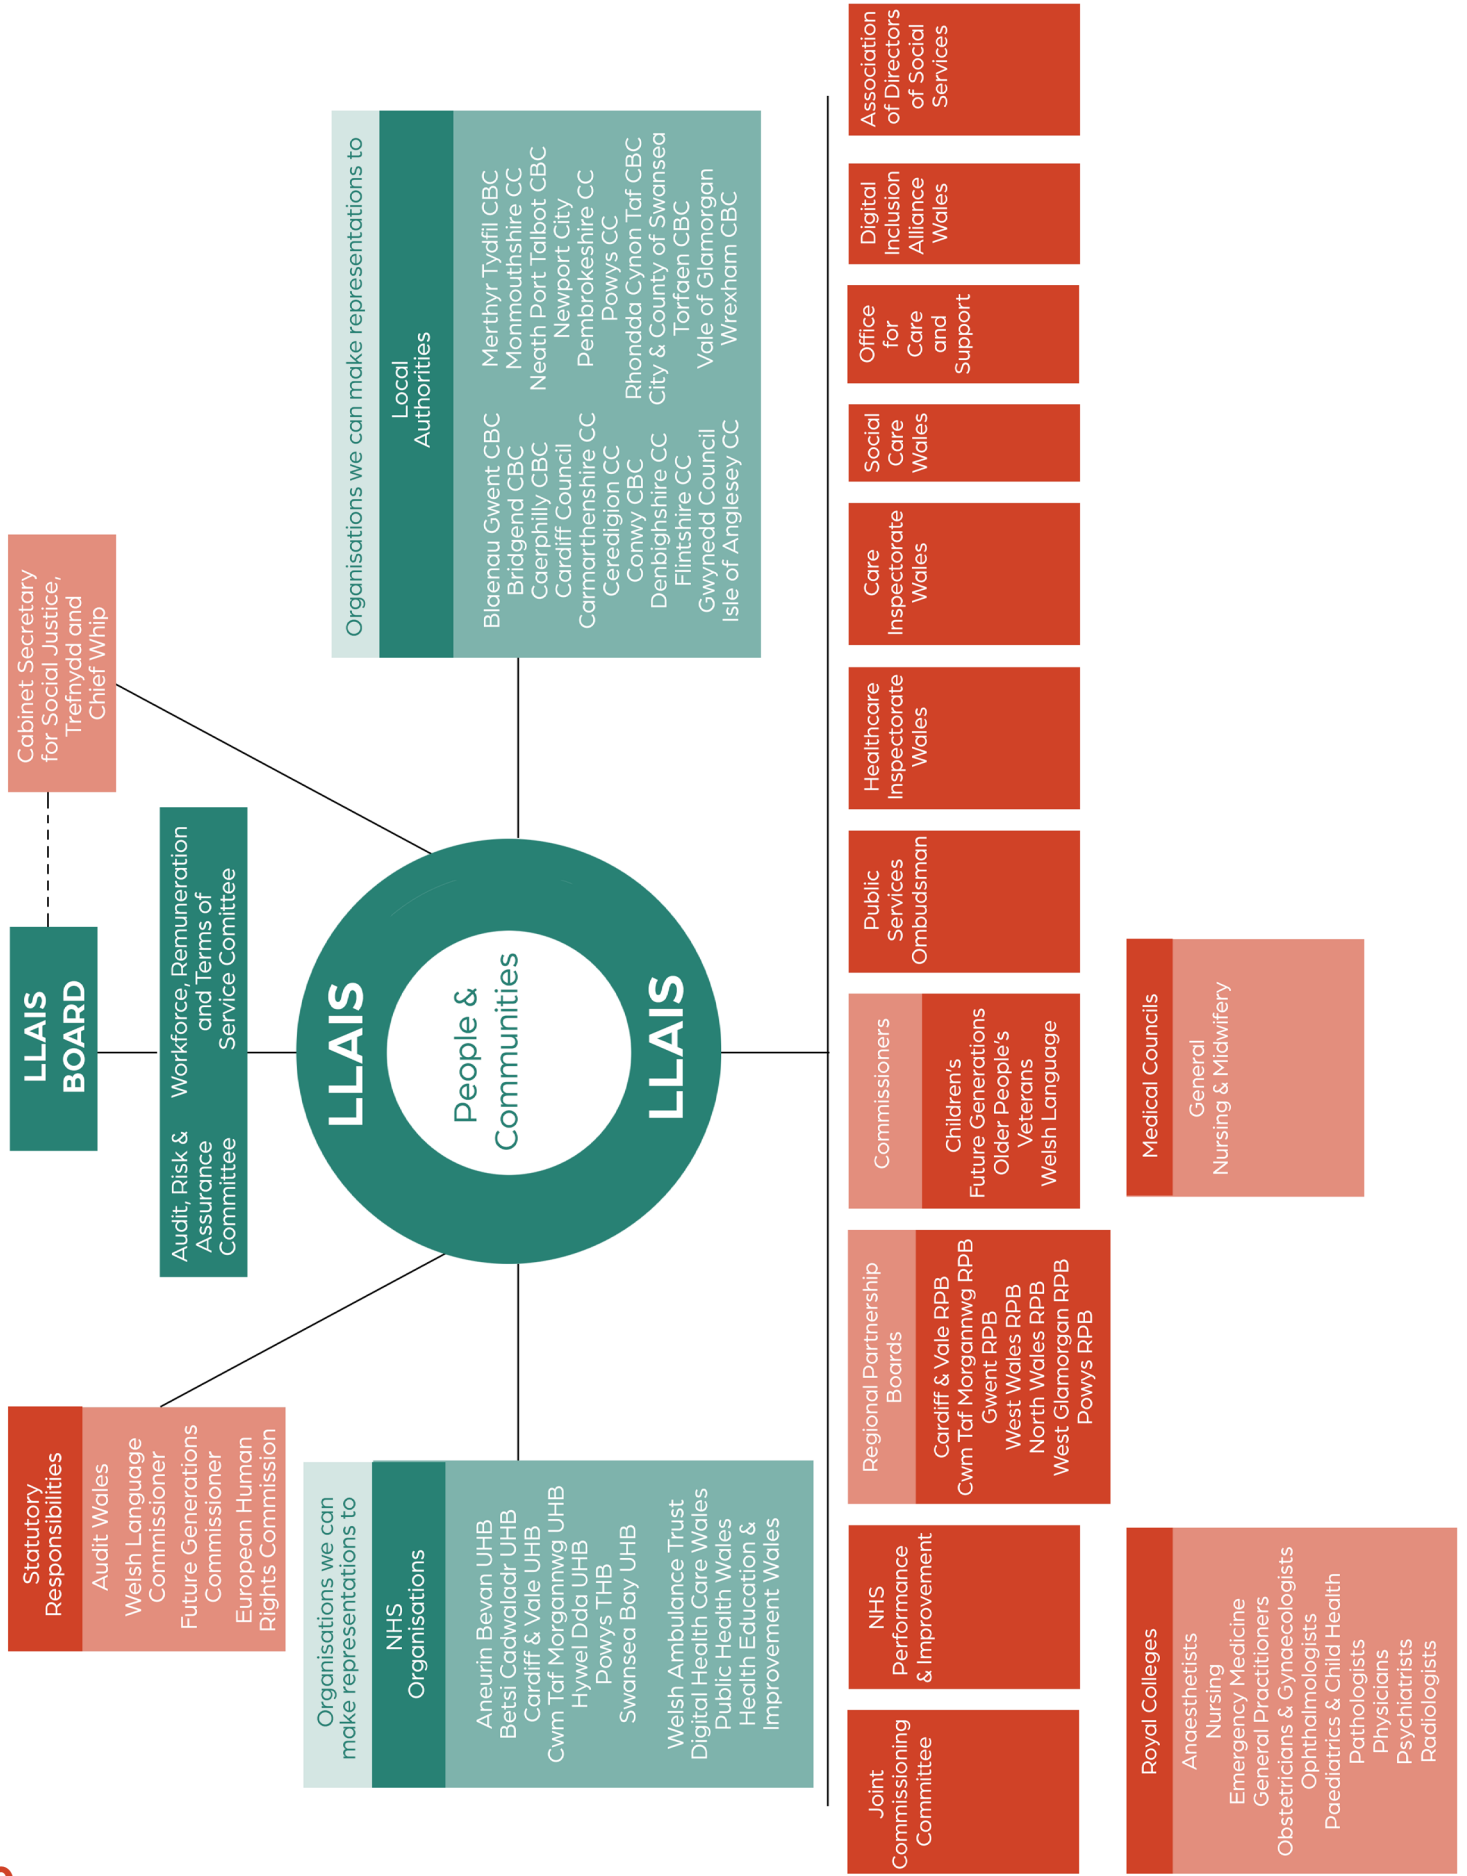 LLAIS
BOARD
Cabinet Secretary
for Social Justice,
Trefnydd and
Chief Whip
Statutory
Responsibilities
Audit Wales
Welsh Language
Commissioner
Future Generations
Commissioner
European Human
Rights Commission
Audit, Risk &
Assurance
Committee
Workforce, Remuneration
and Terms of
Service Comittee
LLAIS
People &
Communities
LLAIS
Organisations we can
make representations to
NHS
Organisations
Aneurin Bevan UHB
Betsi Cadwaladr UHB
Cardiff & Vale UHB
Cwm Taf Morgannwg UHB
Hywel Dda UHB
Powys THB
Swansea Bay UHB
Welsh Ambulance Trust
Digital Health Care Wales
Public Health Wales
Health Education &
Improvement Wales
Organisations we can make representations to
Local
Authorities
Blaenau Gwent CBC
Bridgend CBC
Caerphilly CBC
Cardiff Council
Carmarthenshire CC
Ceredigion CC
Conwy CBC
Denbighshire CC
Flintshire CC
Gwynedd Council
Isle of Anglesey CC
Merthyr Tydfil CBC
Monmouthshire CC
Neath Port Talbot CBC
Newport City
Pembrokeshire CC
Powys CC
Rhondda Cynon Taf CBC
City & County of Swansea
Torfaen CBC
Vale of Glamorgan
Wrexham CBC
Joint
Commissioning
Committee
NHS
Performance
& Improvement
Regional Partnership
Boards
Cardiff & Vale RPB
Cwm Taf Morgannwg RPB
Gwent RPB
West Wales RPB
North Wales RPB
West Glamorgan RPB
Powys RPB
Commissioners
Children's
Future Generations
Older People's
Veterans
Welsh Language
Public
Services
Ombudsman
Healthcare
Inspectorate
Wales
Care
Inspectorate
Wales
Social
Care
Wales
Office
for
Care
and
Support
Digital
Inclusion
Alliance
Wales
Association
of Directors
of Social
Services
Royal Colleges
Anaesthetists
Nursing
Emergency Medicine
General Practitioners
Obstetricians & Gynaecologists
Ophthalmologists
Paediatrics & Child Health
Pathologists
Physicians
Psychiatrists
Radiologists
Medical Councils
General
Nursing & Midwifery